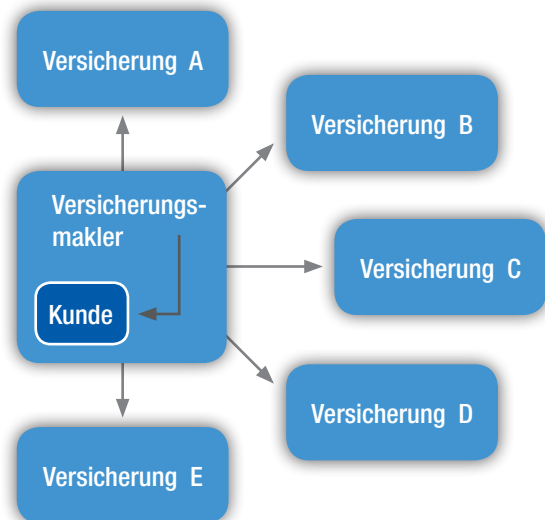 Versicherung A
Versicherung B
Versicherungs-
makler
Versicherung C
Kunde
Versicherung D
Versicherung E